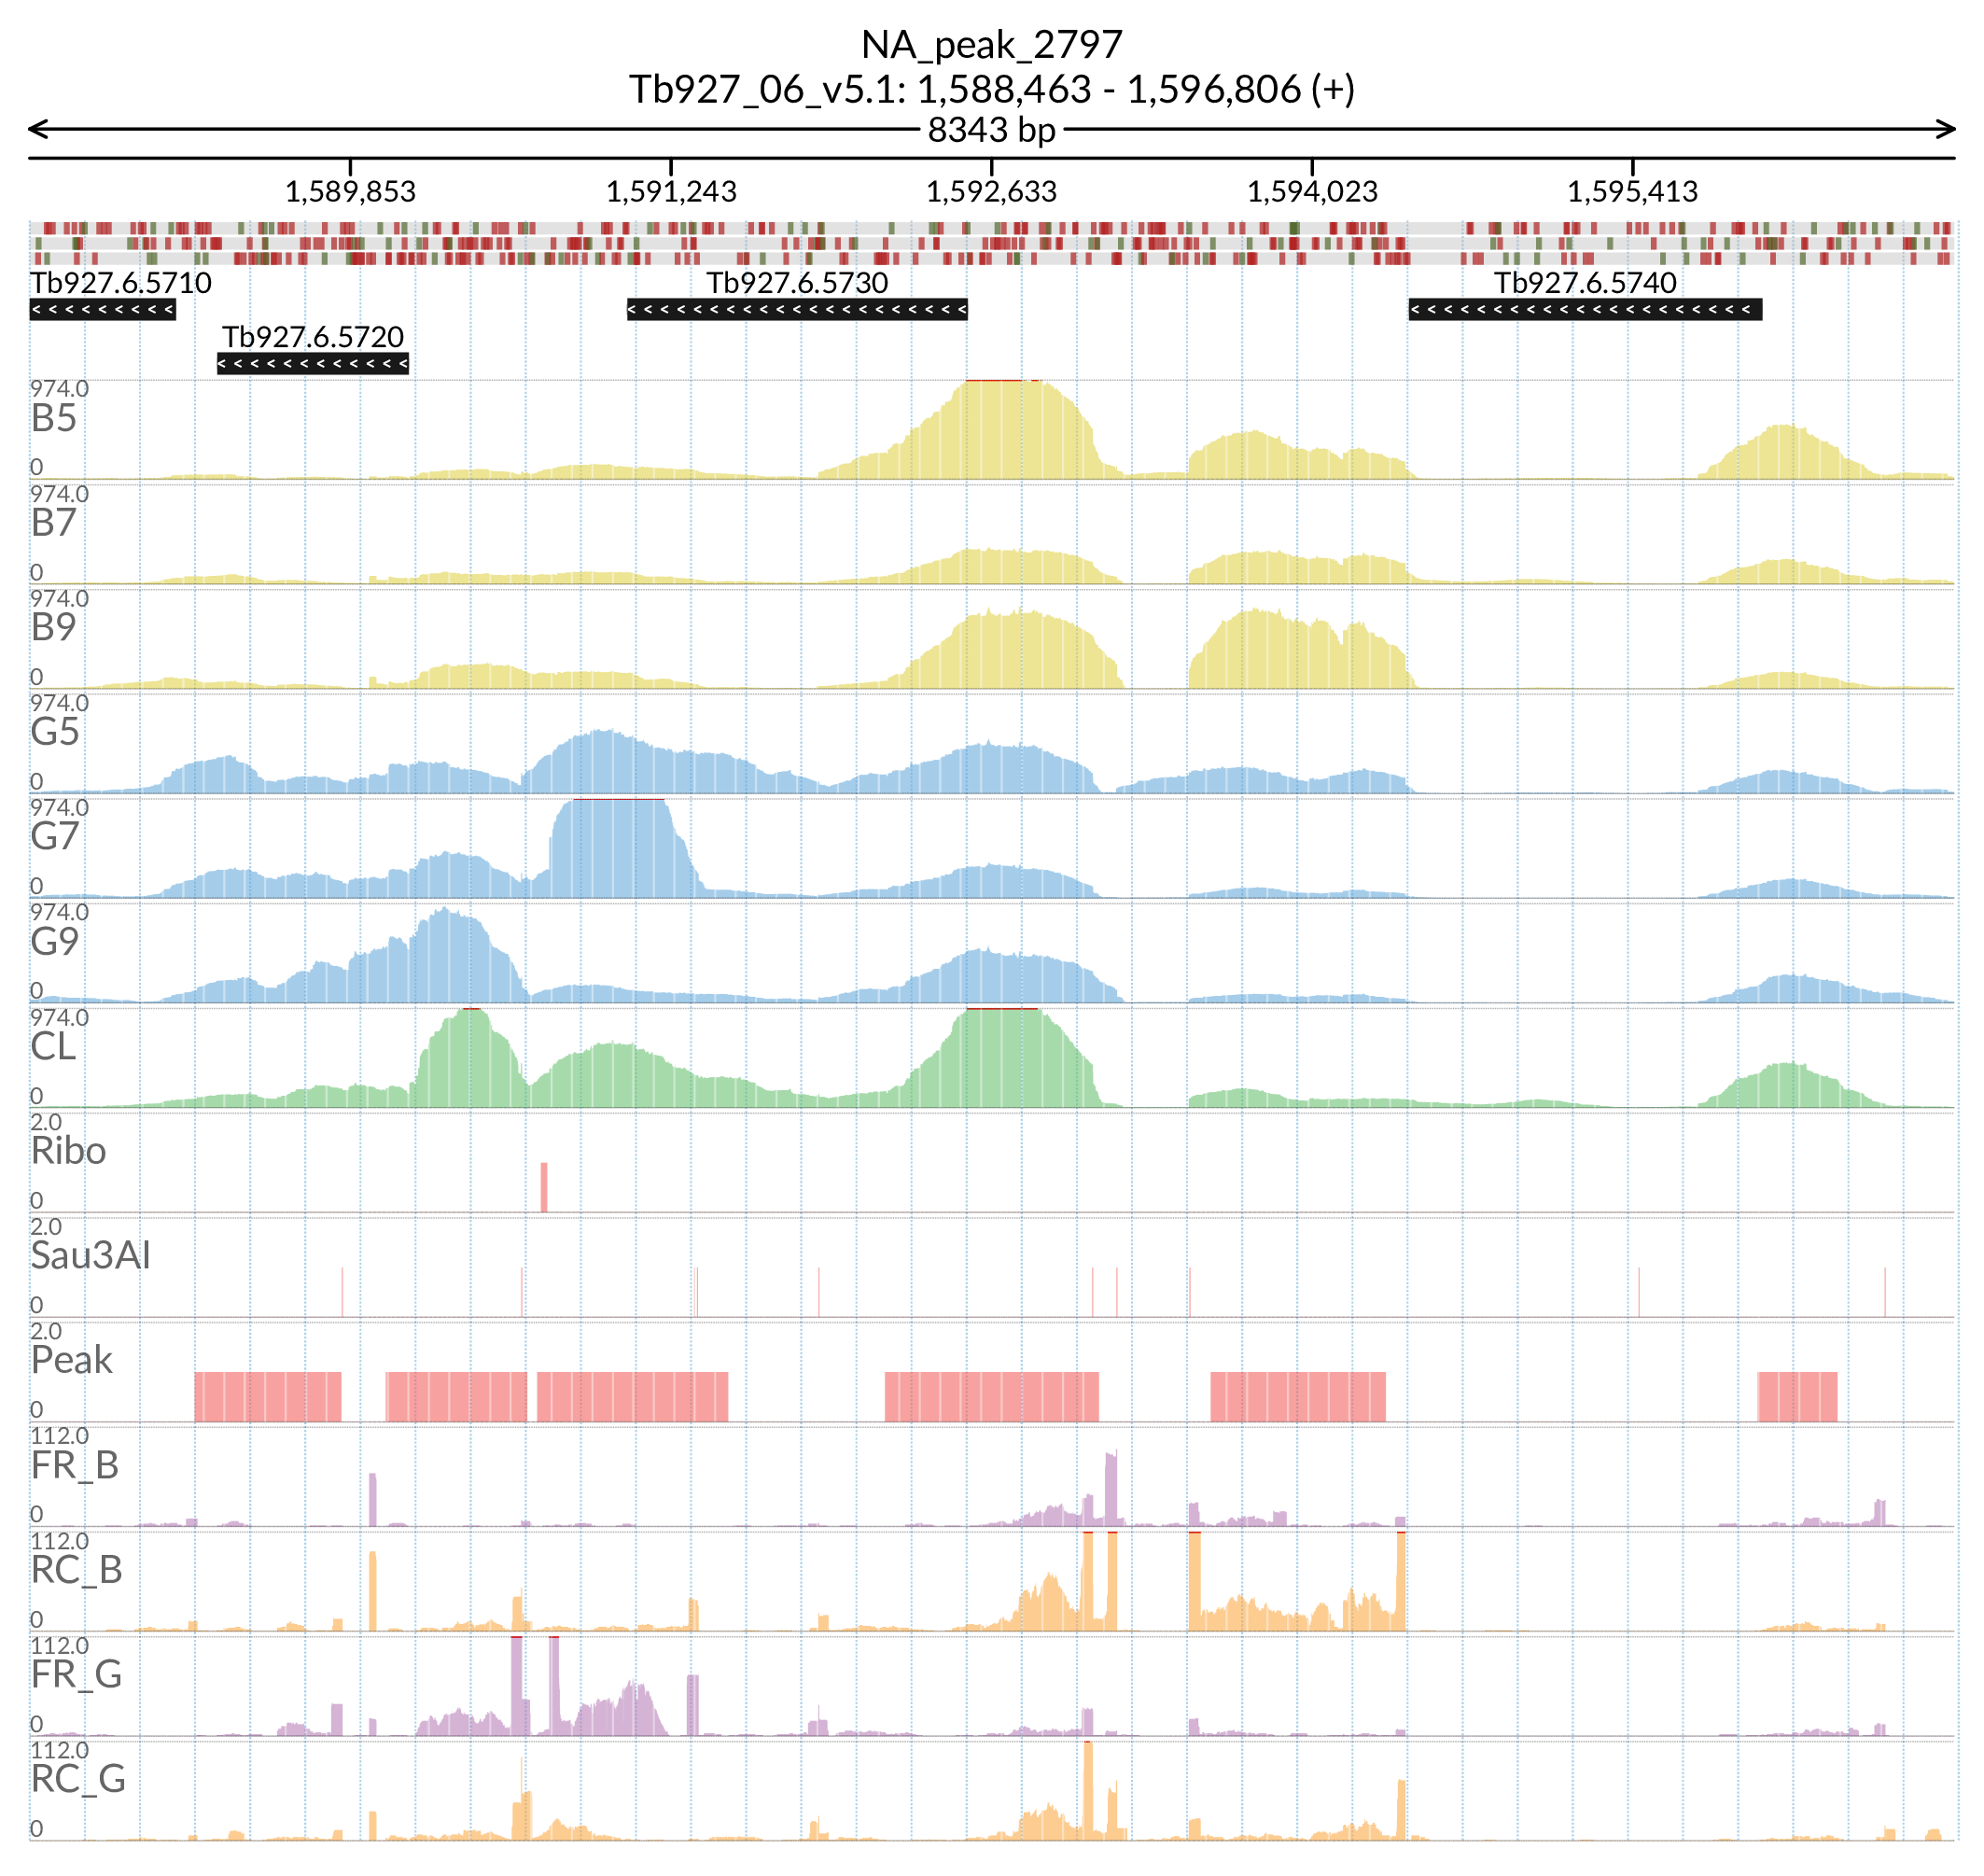 NA_peak_2797
Tb927_06_v5.1: 1,588,463 - 1,596,806 (+)
8343 bp
1,589,853 1,591,243 1,592,633 1,594,023 1,595,413
Tb927.6.5710 Tb927.6.5730 Tb927.6.5740
Tb927.6.5720
974.0
B5
0
974.0
B7
0
974.0
B9
0
974.0
G5
0
974.0
G7
0
974.0
G9
0
974.0
CL
0
2.0
Ribo
0
2.0
Sau3AI
0
2.0
Peak
0
112.0
FR_B
0
112.0
RC_B
0
112.0
FR_G
0
112.0
RC_G
0